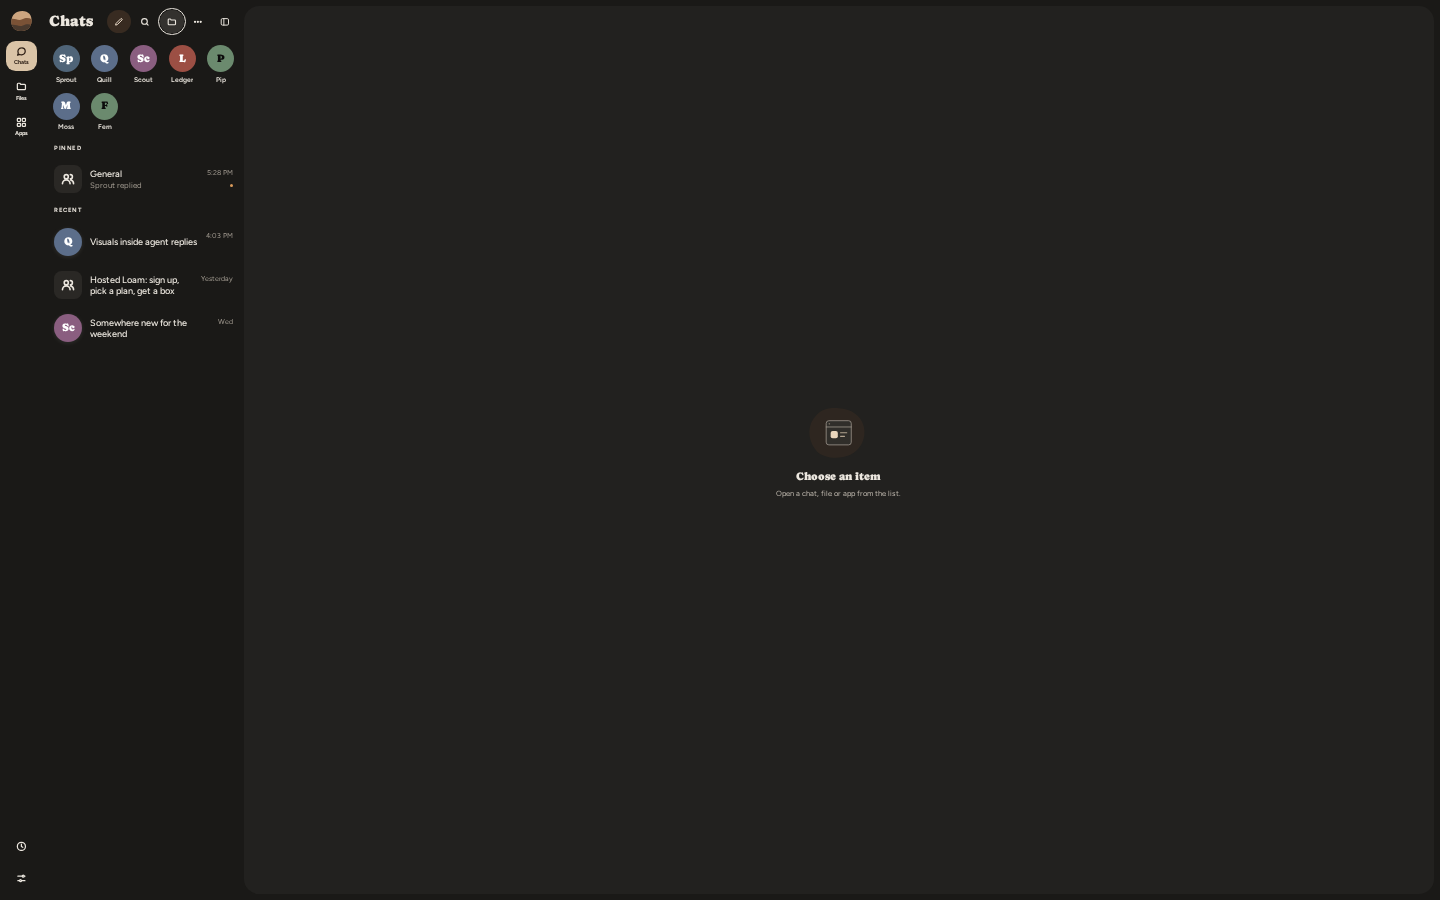 Chats
Chats
Files
Apps
Sp
Q
Sc
L
P
Sprout
Quill
Scout
Ledger
Pip
M
F
Moss
Fern
PINNED
General
5:28 PM
Sprout replied
RECENT
Q
Visuals inside agent replies
4:03 PM
Hosted Loam: sign up,
pick a plan, get a box
Yesterday
Sc
Somewhere new for the
weekend
Wed
Choose an item
Open a chat, file or app from the list.